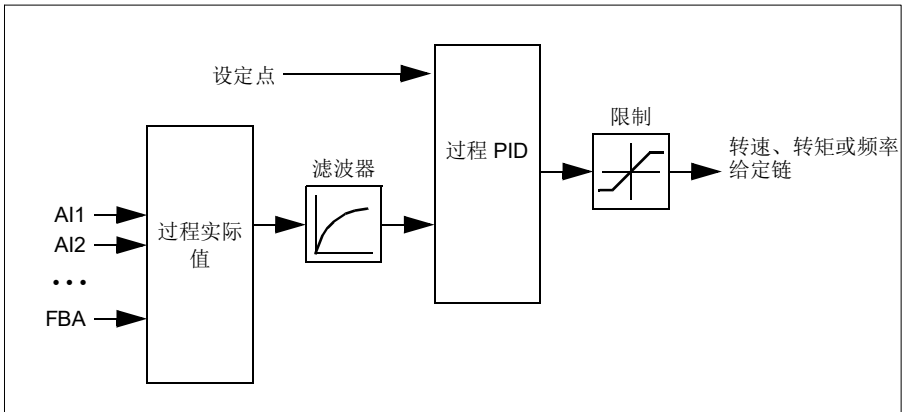 设定点
限制
过程 PID
转速、转矩或频率
给定链
滤波器
AI1
过程实际
值
AI2
•••
FBA